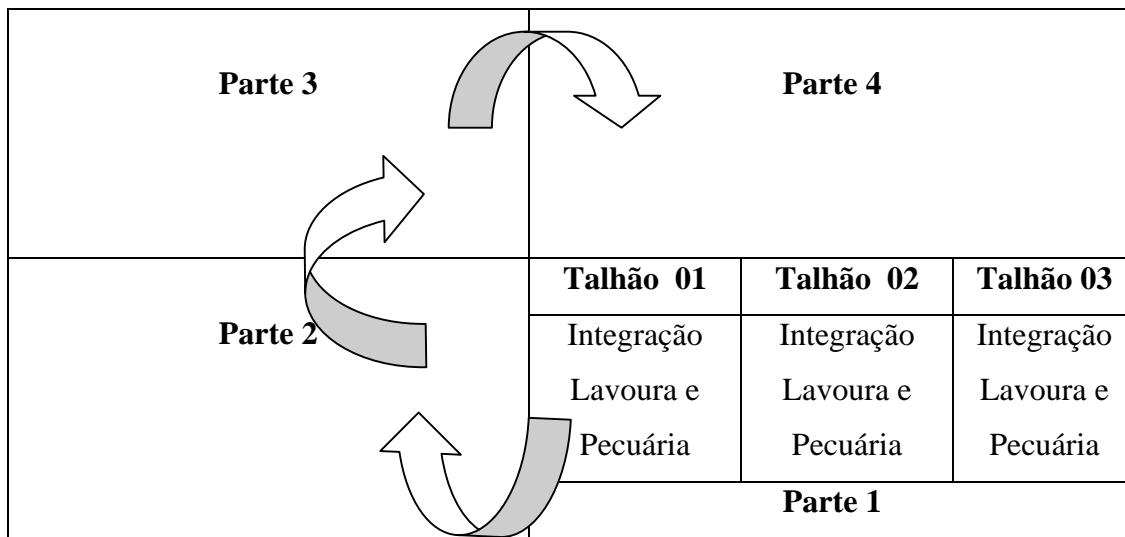 Parte 3
Parte 4
Parte 2
Talhão 01
Talhão 02
Talhão 03
Integração
Lavoura e
Pecuária
Integração
Lavoura e
Pecuária
Integração
Lavoura e
Pecuária
Parte 1